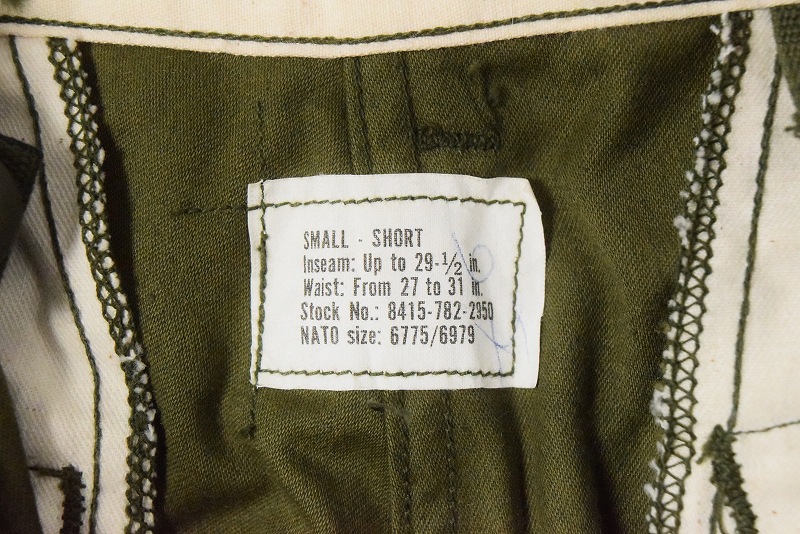 SMALL - SHORT
Inseam: Up to 29-1/2 in.
Waist: From 27 to 31 in.
Stock No.: 8415-782-2950
NATO size: 6775/6979